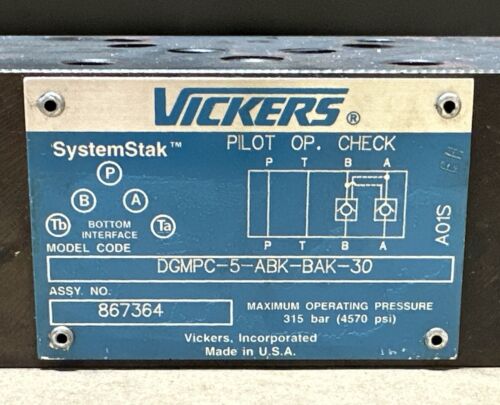 VICKERS®
SystemStak™
PILOT OP. CHECK
P T B A
P
B A
Tb Ta
BOTTOM
INTERFACE
P T B A
A01S
MODEL CODE
DGMPC-5-ABK-BAK-30
ASSY. NO.
867364
MAXIMUM OPERATING PRESSURE
315 bar (4570 psi)
Vickers, Incorporated
Made in U.S.A.